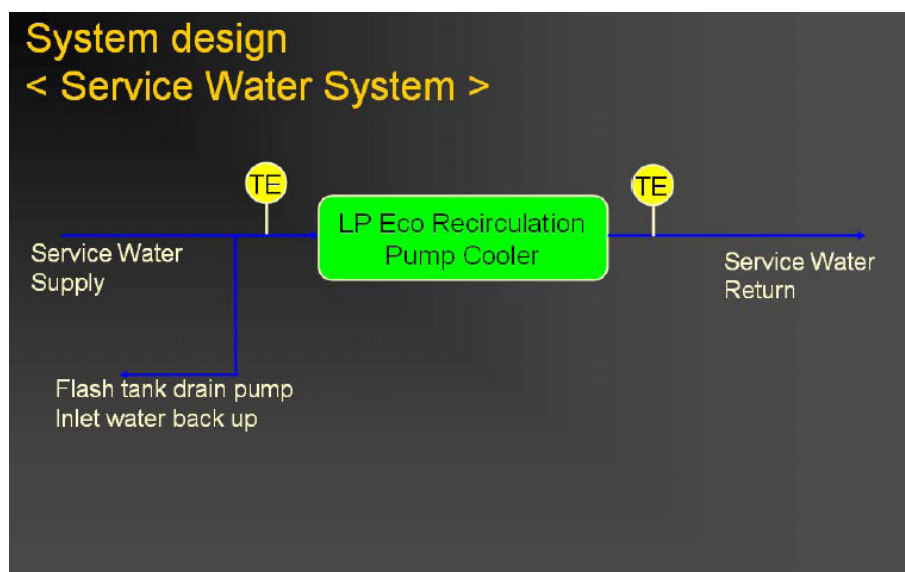 System design
< Service Water System >
TE
TE
LP Eco Recirculation
Pump Cooler
Service Water
Supply
Service Water
Return
Flash tank drain pump
Inlet water back up